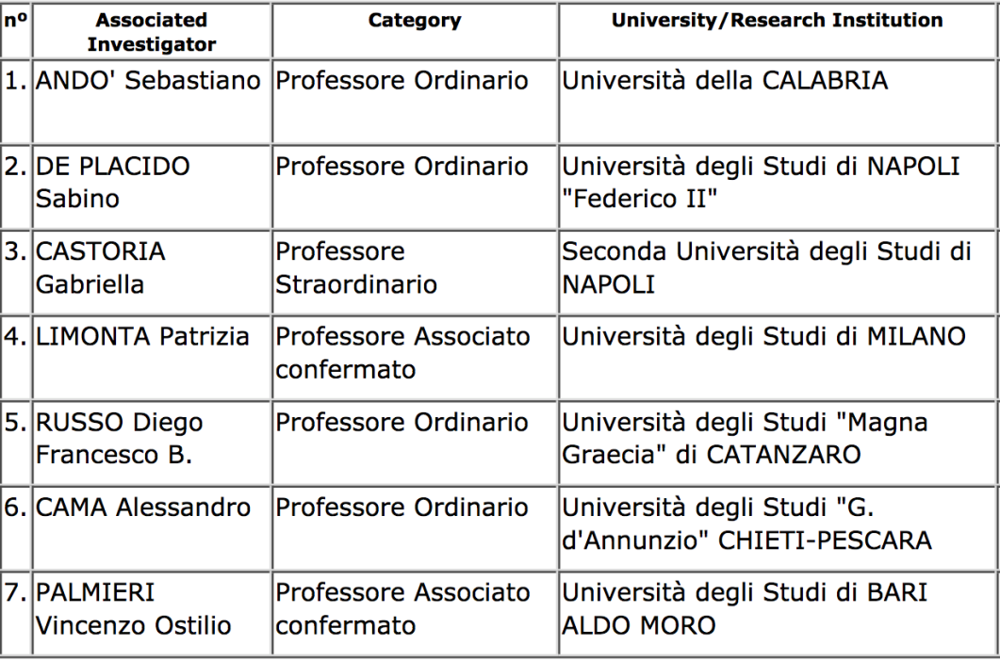 nº Associated Investigator Category University/Research Institution
1. ANDO' Sebastiano Professore Ordinario Università della CALABRIA
2. DE PLACIDO Professore Ordinario Università degli Studi di NAPOLI
Sabino "Federico II"
3. CASTORIA Professore Seconda Università degli Studi di
Gabriella Straordinario NAPOLI
4. LIMONTA Patrizia Professore Associato Università degli Studi di MILANO
confermato
5. RUSSO Diego Professore Ordinario Università degli Studi "Magna
Francesco B. Graecia" di CATANZARO
6. CAMA Alessandro Professore Ordinario Università degli Studi "G.
d'Annunzio" CHIETI-PESCARA
7. PALMIERI Professore Associato Università degli Studi di BARI
Vincenzo Ostilio confermato ALDO MORO